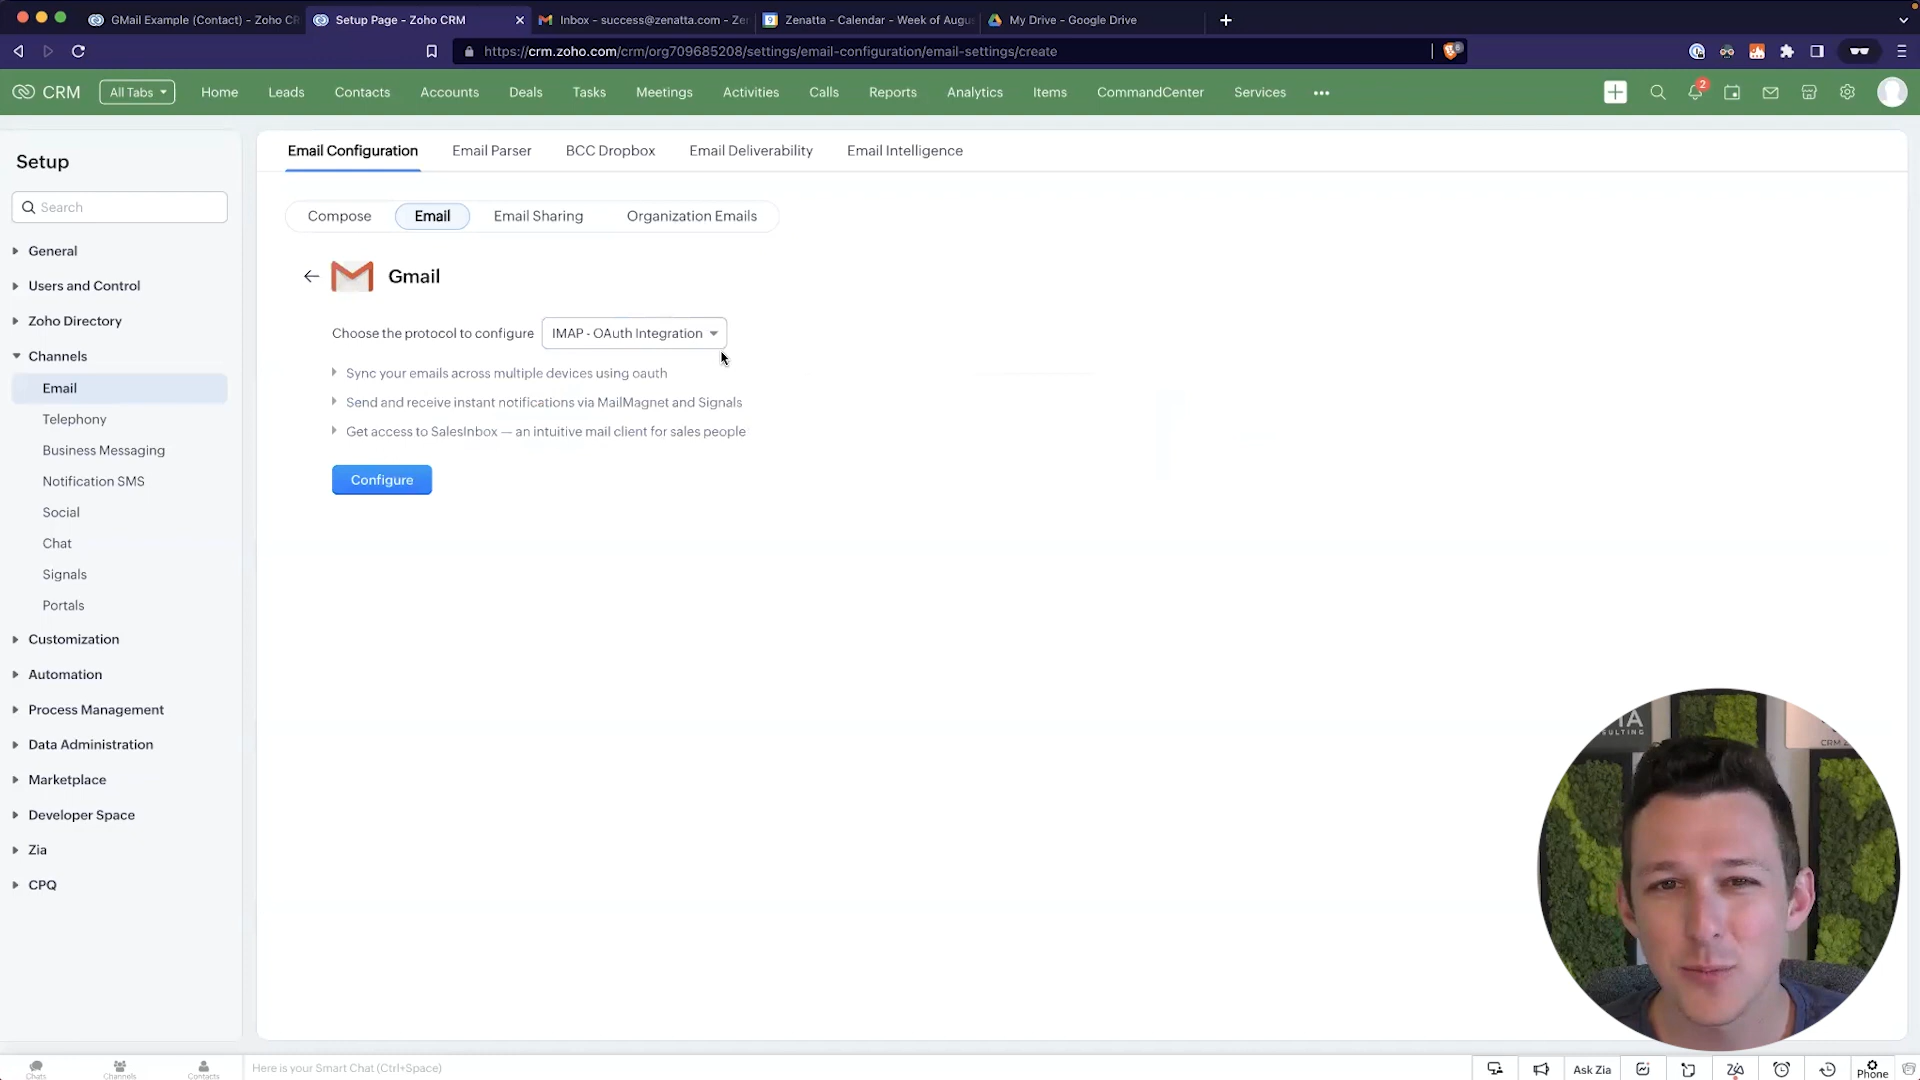 GMail Example (Contact) - Zoho CR
Setup Page - Zoho CRM
Inbox - success@zenatta.com - Zer
Zenatta - Calendar - Week of Augu
My Drive - Google Drive
https://crm.zoho.com/crm/org709685208/settings/email-configuration/email-settings/create
6
CRM
All Tabs
Home
Leads
Contacts
Accounts
Deals
Tasks
Meetings
Activities
Calls
Reports
Analytics
Items
CommandCenter
Services
2
Setup
Search
General
Users and Control
Zoho Directory
Channels
Email
Telephony
Business Messaging
Notification SMS
Social
Chat
Signals
Portals
Customization
Automation
Process Management
Data Administration
Marketplace
Developer Space
Zia
CPQ
Email Configuration
Email Parser
BCC Dropbox
Email Deliverability
Email Intelligence
Compose
Email
Email Sharing
Organization Emails
Gmail
Choose the protocol to configure
IMAP - OAuth Integration
Sync your emails across multiple devices using oauth
Send and receive instant notifications via MailMagnet and Signals
Get access to SalesInbox — an intuitive mail client for sales people
Configure
Chats
Channels
Contacts
Here is your Smart Chat (Ctrl+Space)
Ask Zia
Phone